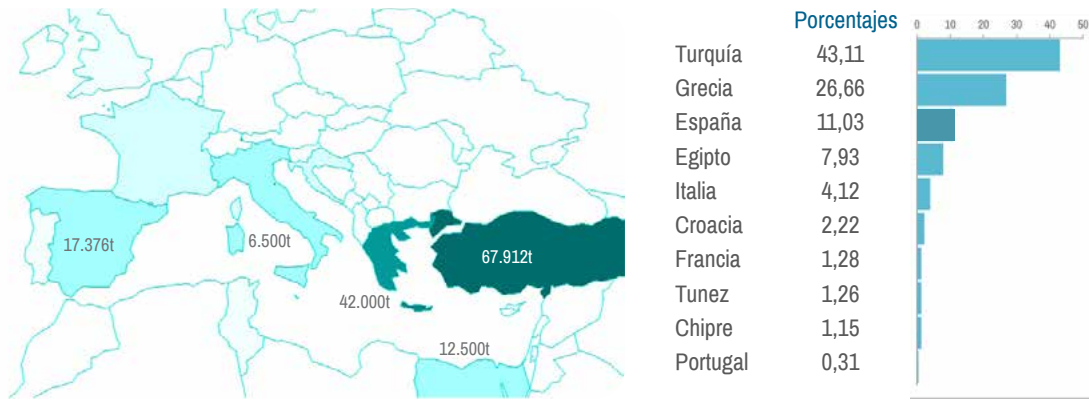 17.376t
6.500t
67.912t
42.000t
12.500t
Porcentajes
0 10 20 30 40 50
Turquía 43,11
Grecia 26,66
España 11,03
Egipto 7,93
Italia 4,12
Croacia 2,22
Francia 1,28
Tunez 1,26
Chipre 1,15
Portugal 0,31